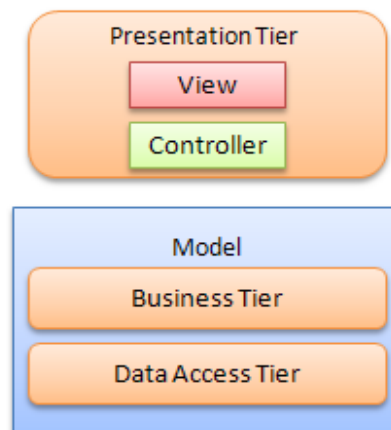 Presentation Tier
View
Controller
Model
Business Tier
Data Access Tier